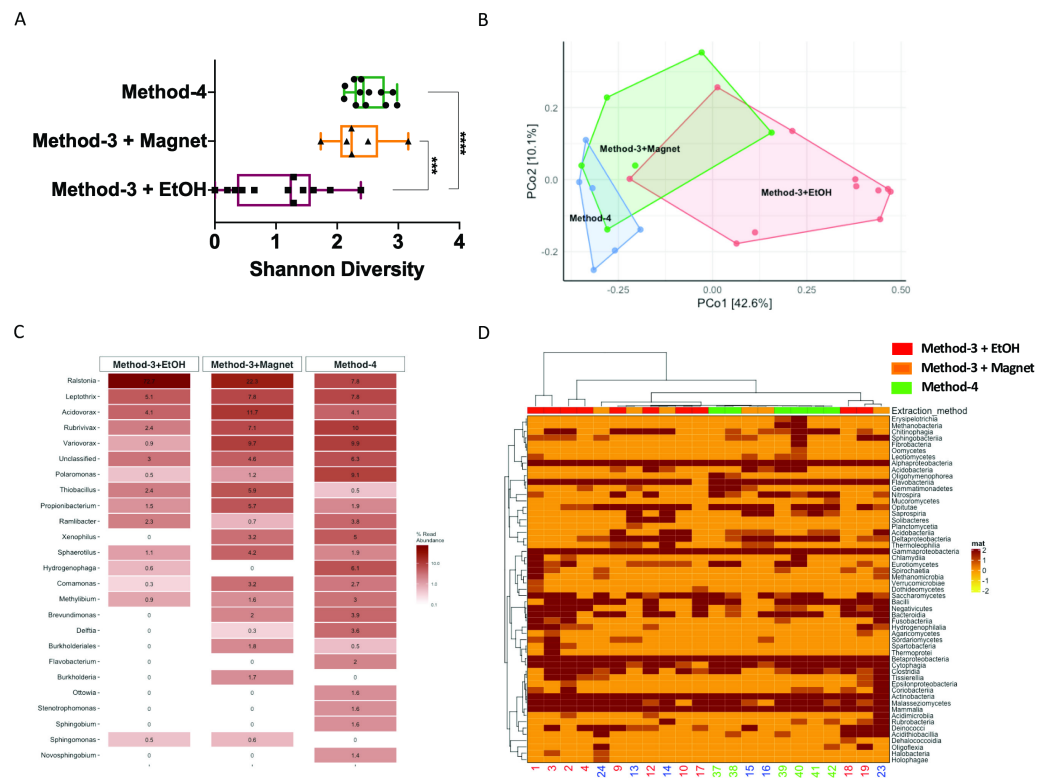 A
Method-4
Method-3 + Magnet
Method-3 + EtOH
****
***
0 1 2 3 4
Shannon Diversity
B
PCo2 [10.1%]
0.2
0.0
-0.2
Method-3+Magnet
Method-3+EtOH
Method-4
-0.25 0.00 0.25 0.50
PCo1 [42.6%]
C
Method-3+EtOH Method-3+Magnet Method-4
Ralstonia 22.3 7.8
Leptothrix 5.1 7.8 7.8
Acidovorax 4.1 11.7 4.1
Rubrivivax 2.4 7.1 10
Variovorax 0.9 9.7 9.9
Unclassified 3 4.6 6.3
Polaromonas 0.5 1.2 9.1
Thiobacillus 2.4 5.9 0.5
Propionibacterium 1.5 5.7 1.9
Ramlibacter 2.3 0.7 3.8
Xenophilus 0 3.2 5
Sphaerotilus 1.1 4.2 1.9
Hydrogenophaga 0.6 0 6.1
Comamonas 0.3 3.2 2.7
Methylibium 0.9 1.6 3
Brevundimonas 0 2 3.9
Delftia 0 0.3 3.6
Burkholderiales 0 1.8 0.5
Flavobacterium 0 0 2
Burkholderia 0 1.7 0
Ottowia 0 0 1.6
Stenotrophomonas 0 0 1.6
Sphingobium 0 0 1.6
Sphingomonas 0.5 0.6 0
Novosphingobium 0 0 1.4
% Read
Abundance
10.0
1.0
0.1
D
Method-3 + EtOH
Method-3 + Magnet
Method-4
Extraction_method
Erysipelotrichia
Methanobacteria
Chitinophagia
Sphingobacteriia
Fibrobacteria
Oomycetes
Leotiomycetes
Alphaproteobacteria
Acidobacteria
Oligohymenophorea
Flavobacteriia
Gemmatimonadetes
Nitrospira
Mucoromycetes
Opitutae
Saprospiria
Solibacteres
Planctomycetia
Acidobacteria
Deltaproteobacteria
Thermoleophilia
Gammaproteobacteria
Chlamydiia
Eurotiomycetes
Spirochaetia
Methanomicrobia
Verrucomicrobiae
Dothideomycetes
Saccharomycetes
Bacilli
Negativicutes
Bacteroidia
Fusobacteriia
Hydrogenophilalia
Agaricomycetes
Sordariomycetes
Spartobacteria
Thermoprotei
Betaproteobacteria
Cytophagia
Clostridia
Tissierellia
Epsilonproteobacteria
Coriobacteriia
Actinobacteria
Malasseziomycetes
Mammalia
Acidimicrobiia
Rubrobacteria
Deinococci
Acidithiobacillia
Dehalococcoidia
Oligoflexia
Halobacteria
Holophagae
mat
2
1
0
-1
-2
1 3 2 4 24 9 13 12 14 10 17 37 38 15 16 39 40 41 42 18 19 23